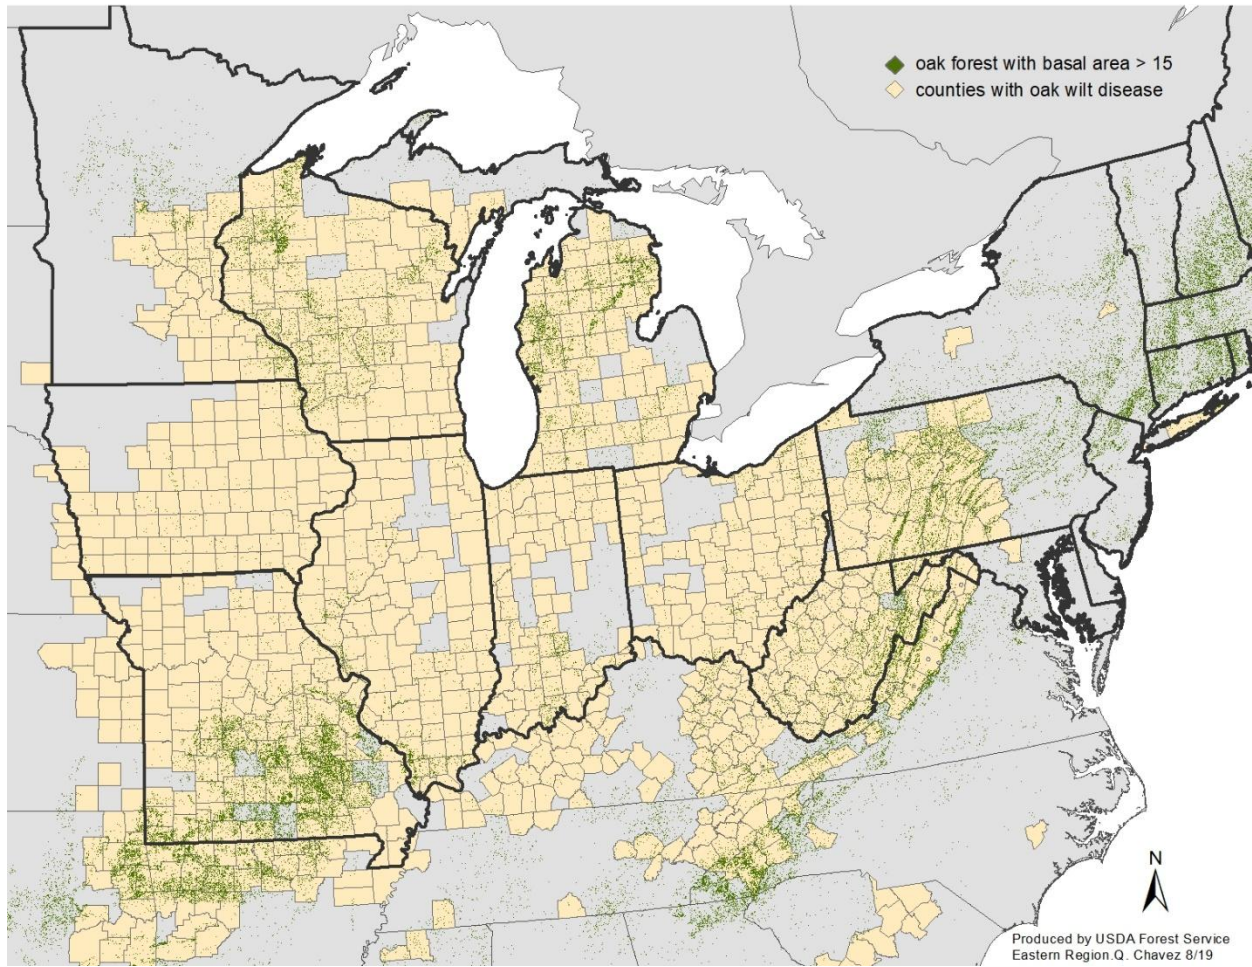 oak forest with basal area > 15
counties with oak wilt disease
N
Produced by USDA Forest Service
Eastern Region.Q. Chavez 8/19